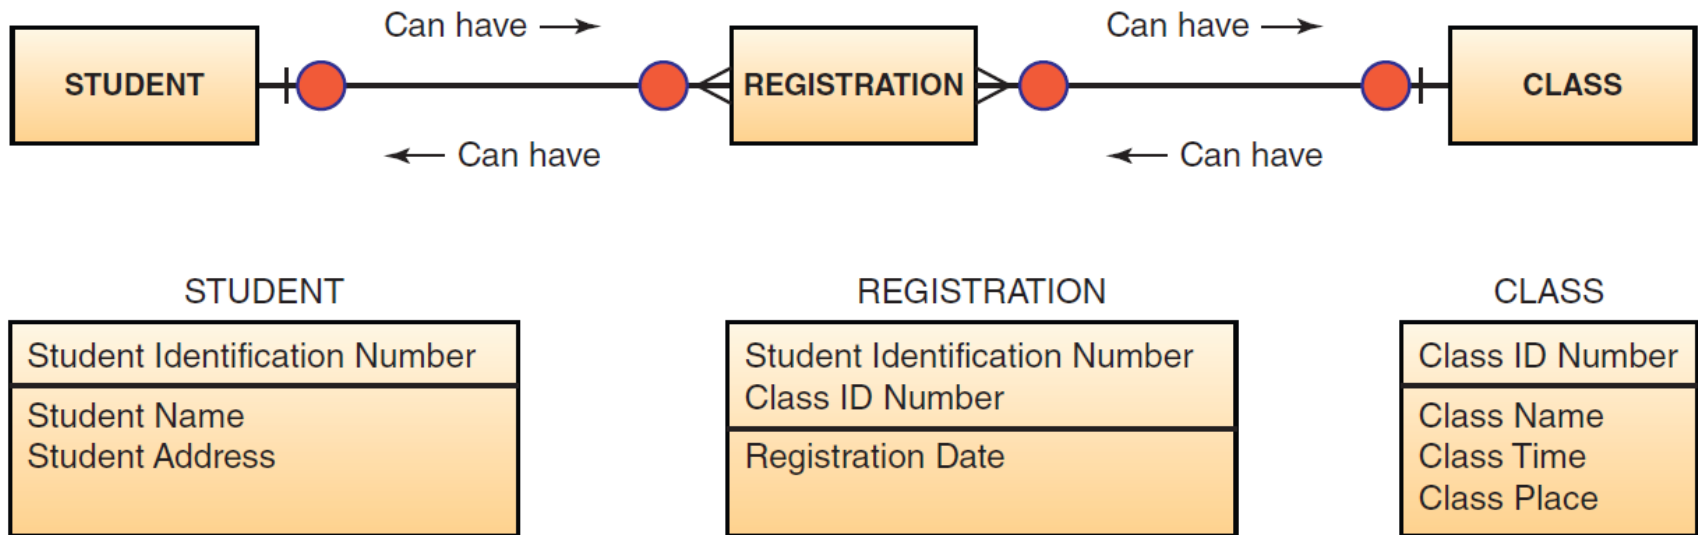 Can have
Can have
STUDENT
REGISTRATION
CLASS
Can have
Can have
STUDENT
Student Identification Number
Student Name
Student Address
REGISTRATION
Student Identification Number
Class ID Number
Registration Date
CLASS
Class ID Number
Class Name
Class Time
Class Place